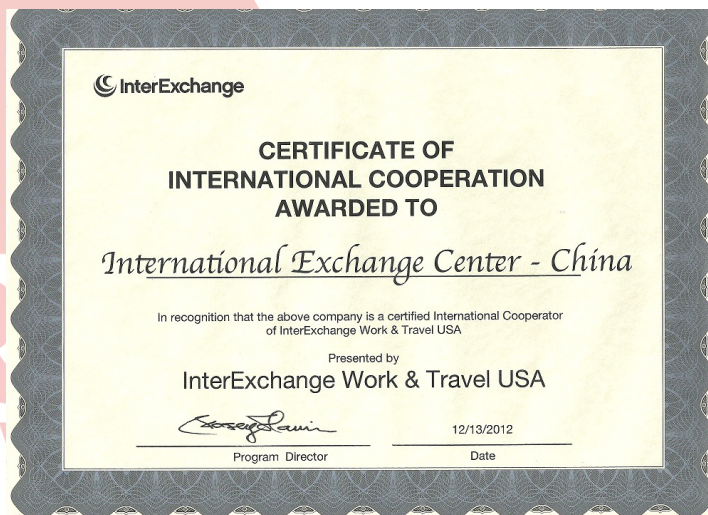 InterExchange
CERTIFICATE OF
INTERNATIONAL COOPERATION
AWARDED TO
International Exchange Center - China
In recognition that the above company is a certified International Cooperator
of InterExchange Work & Travel USA
Presented by
InterExchange Work & Travel USA
12/13/2012
Program Director
Date